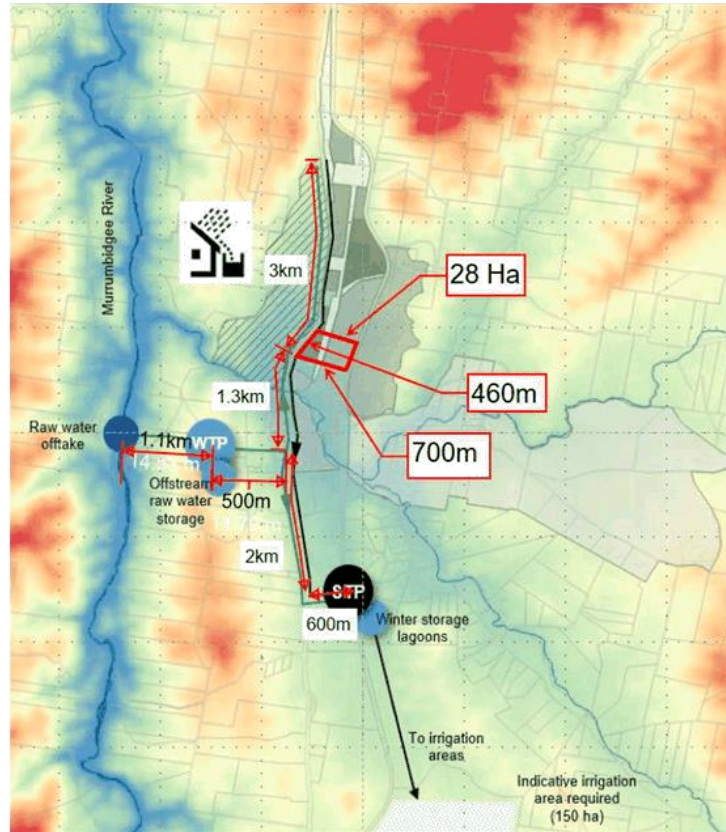 Murrumbidgee River
3km
28 Ha
460m
700m
1.3km
Raw water
offtake
1.1km
WTP
Offstream
raw water
storage
500m
2km
STP
600m
Winter storage
lagoons
To irrigation
areas
Indicative irrigation
area required
(150 ha)